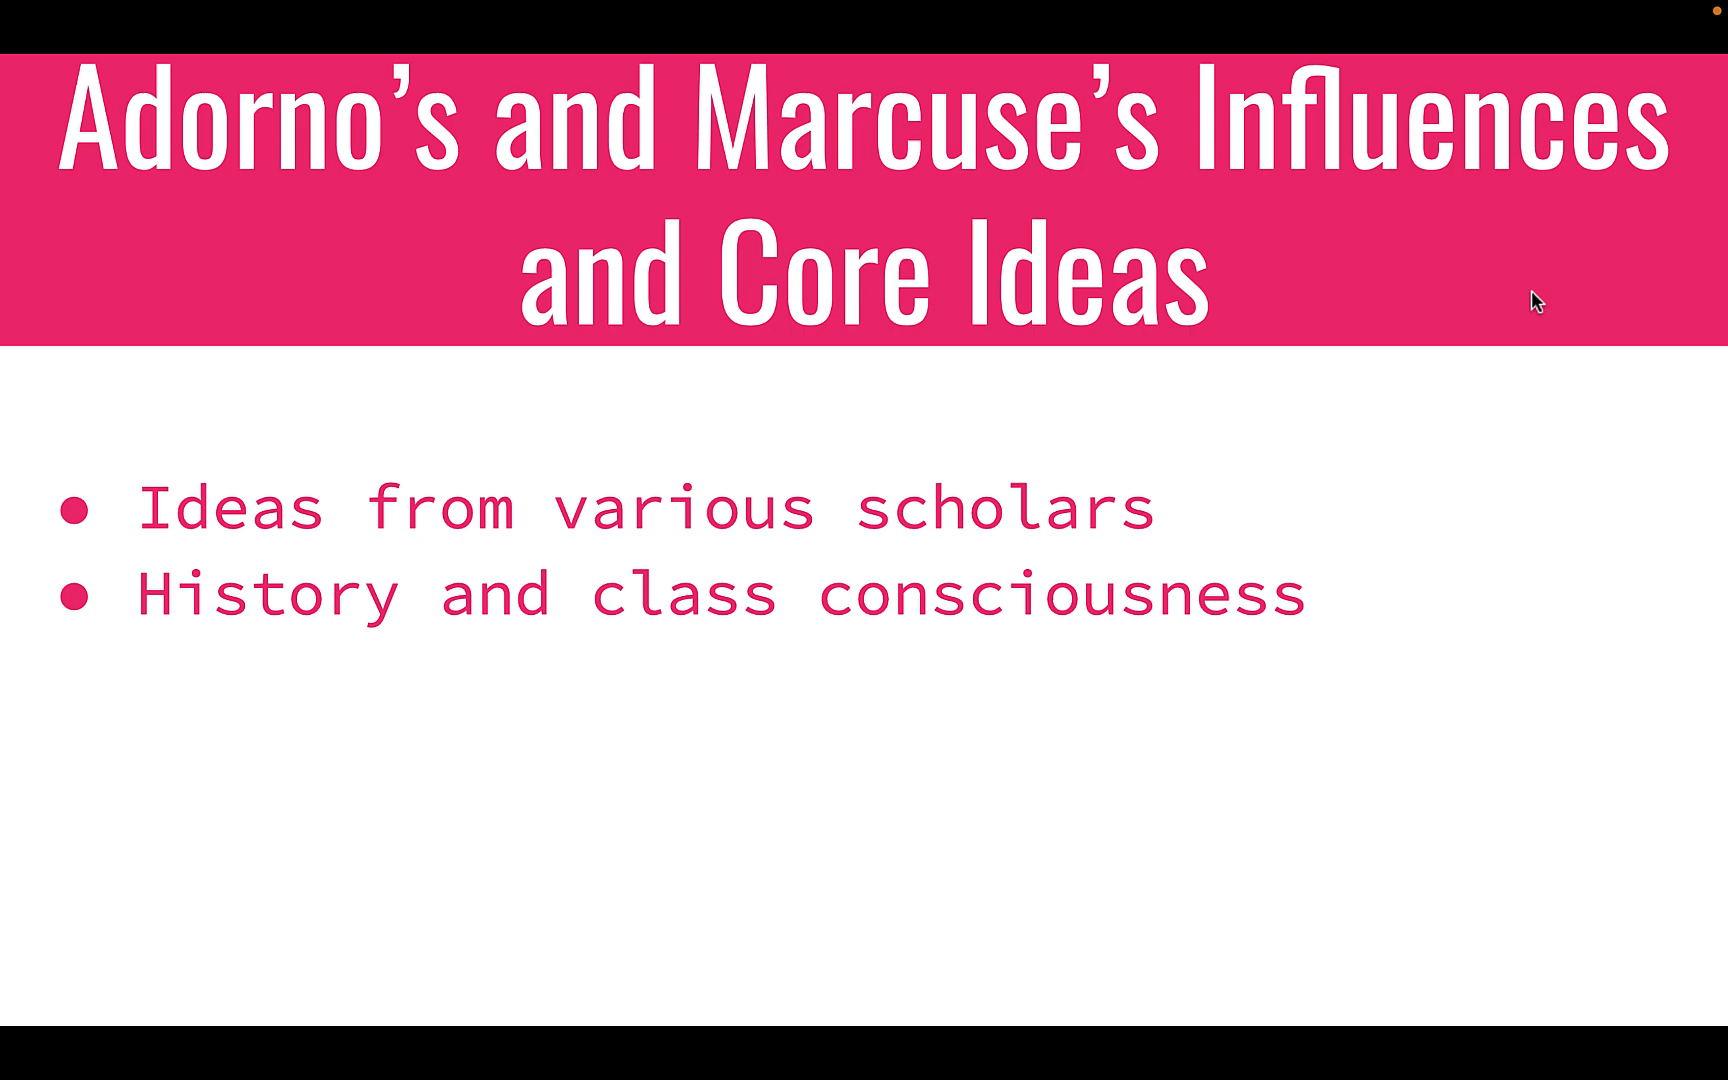 Adorno’s and Marcuse’s Influences
and Core Ideas
● Ideas from various scholars
● History and class consciousness